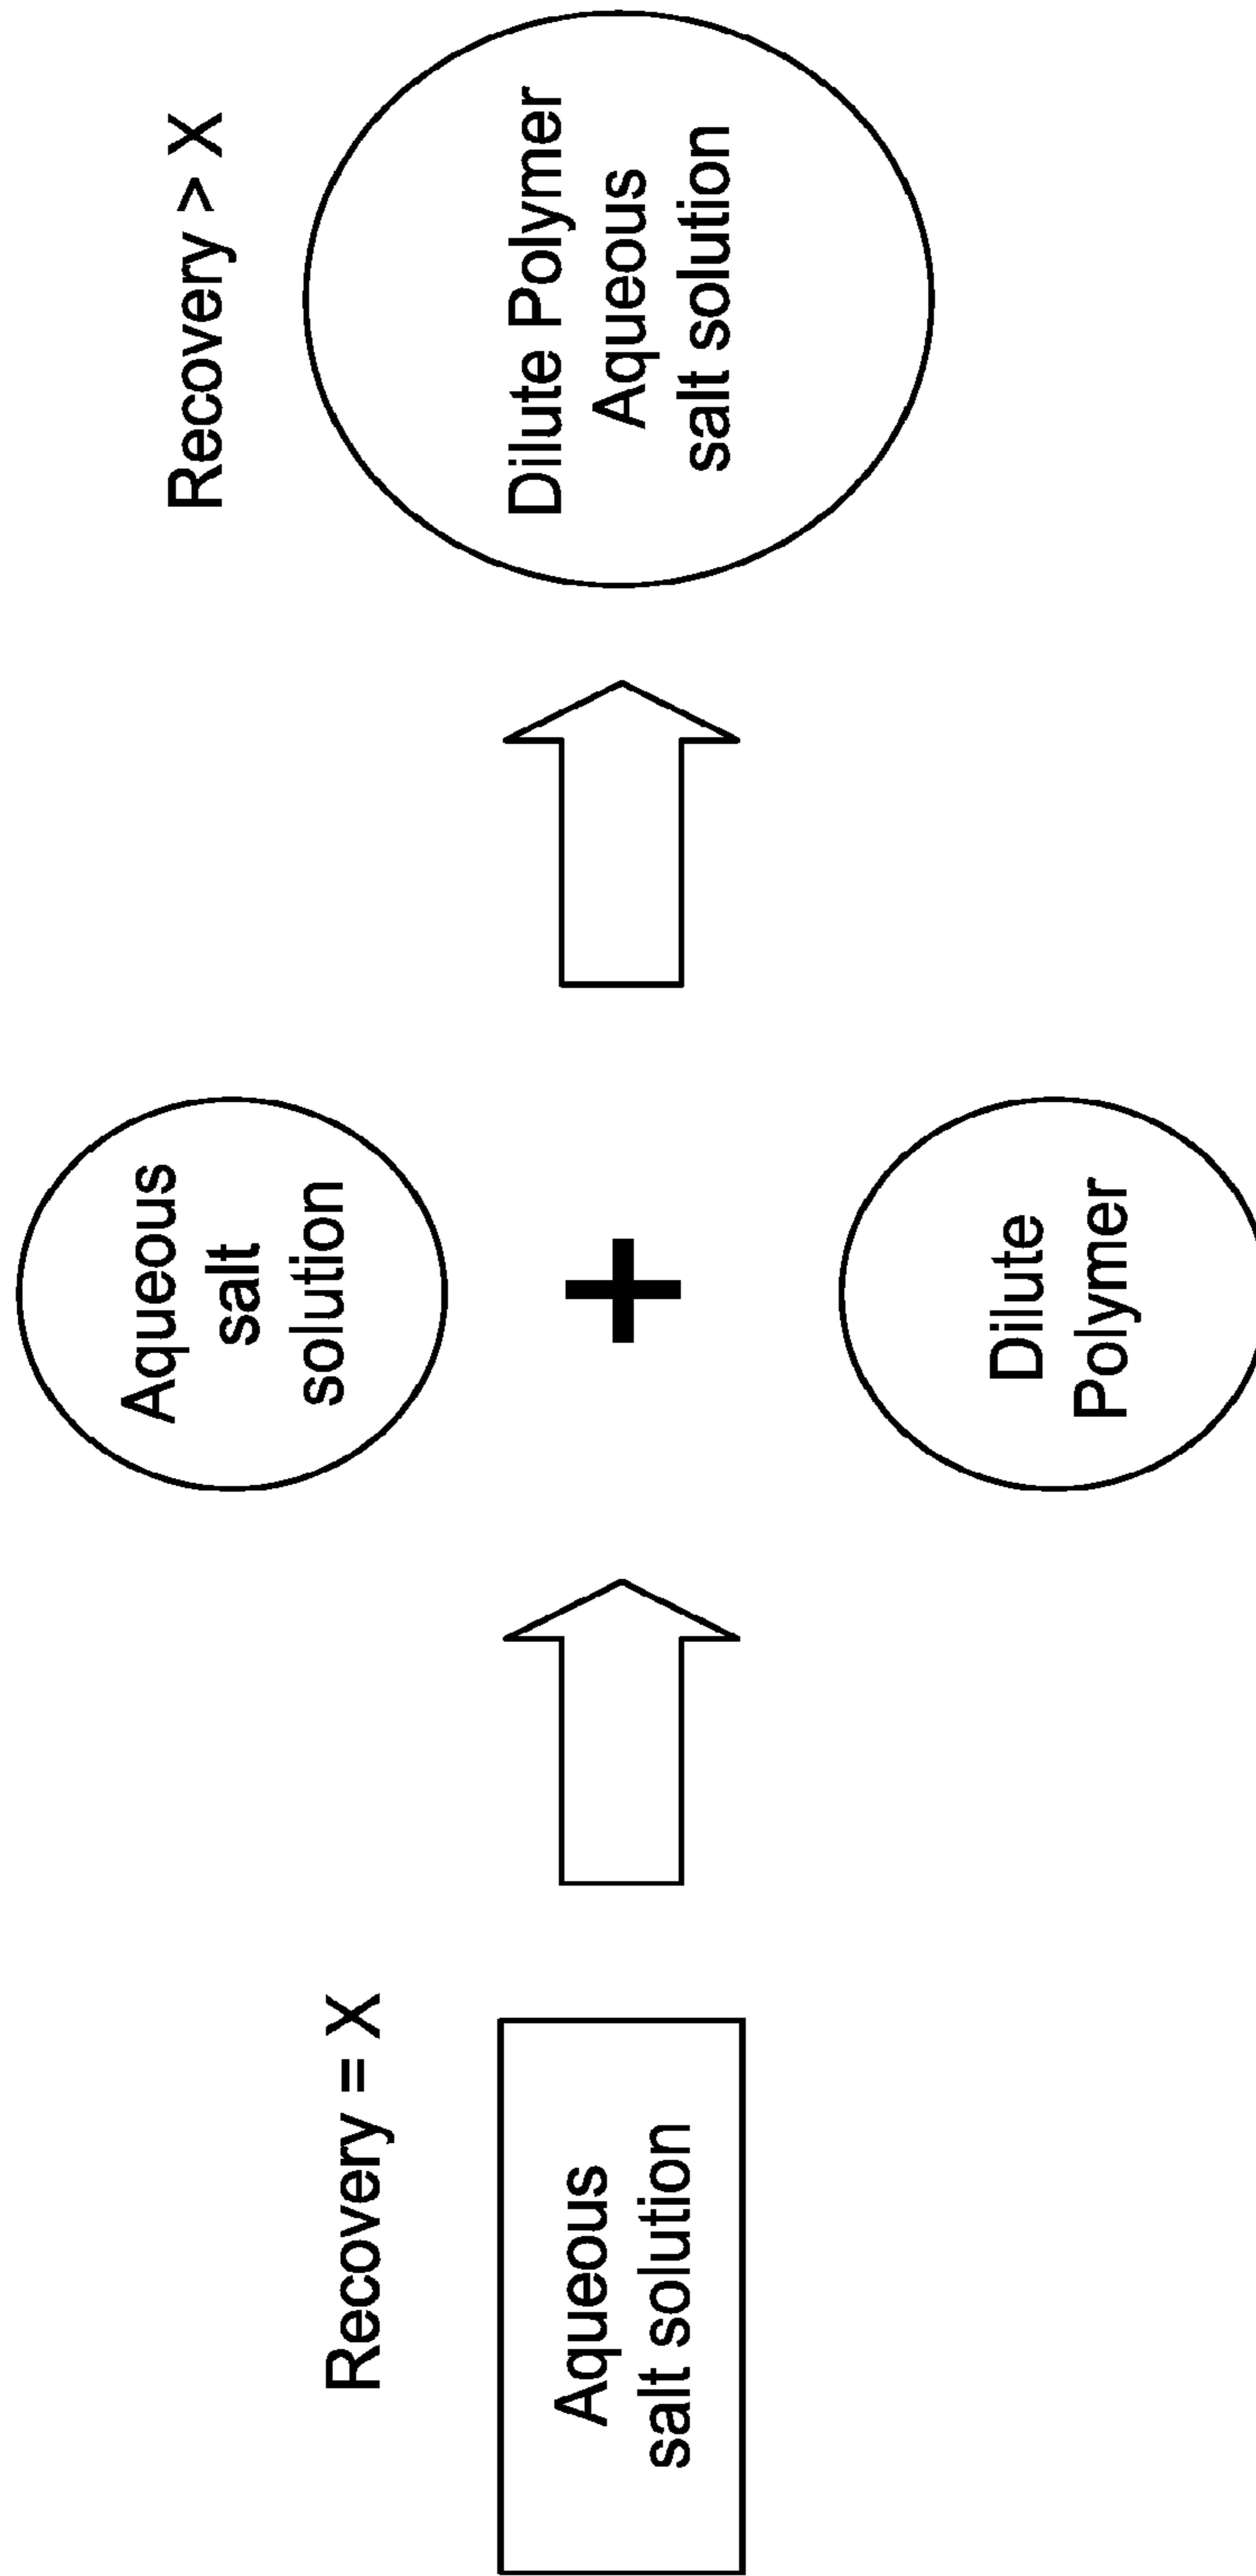 Recovery = X
Aqueous
salt solution
Aqueous
salt
solution
+
Dilute
Polymer
Recovery > X
Dilute Polymer
Aqueous
salt solution